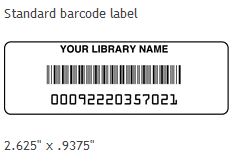 Standard barcode label
YOUR LIBRARY NAME
00092220357021
2.625" x .9375"